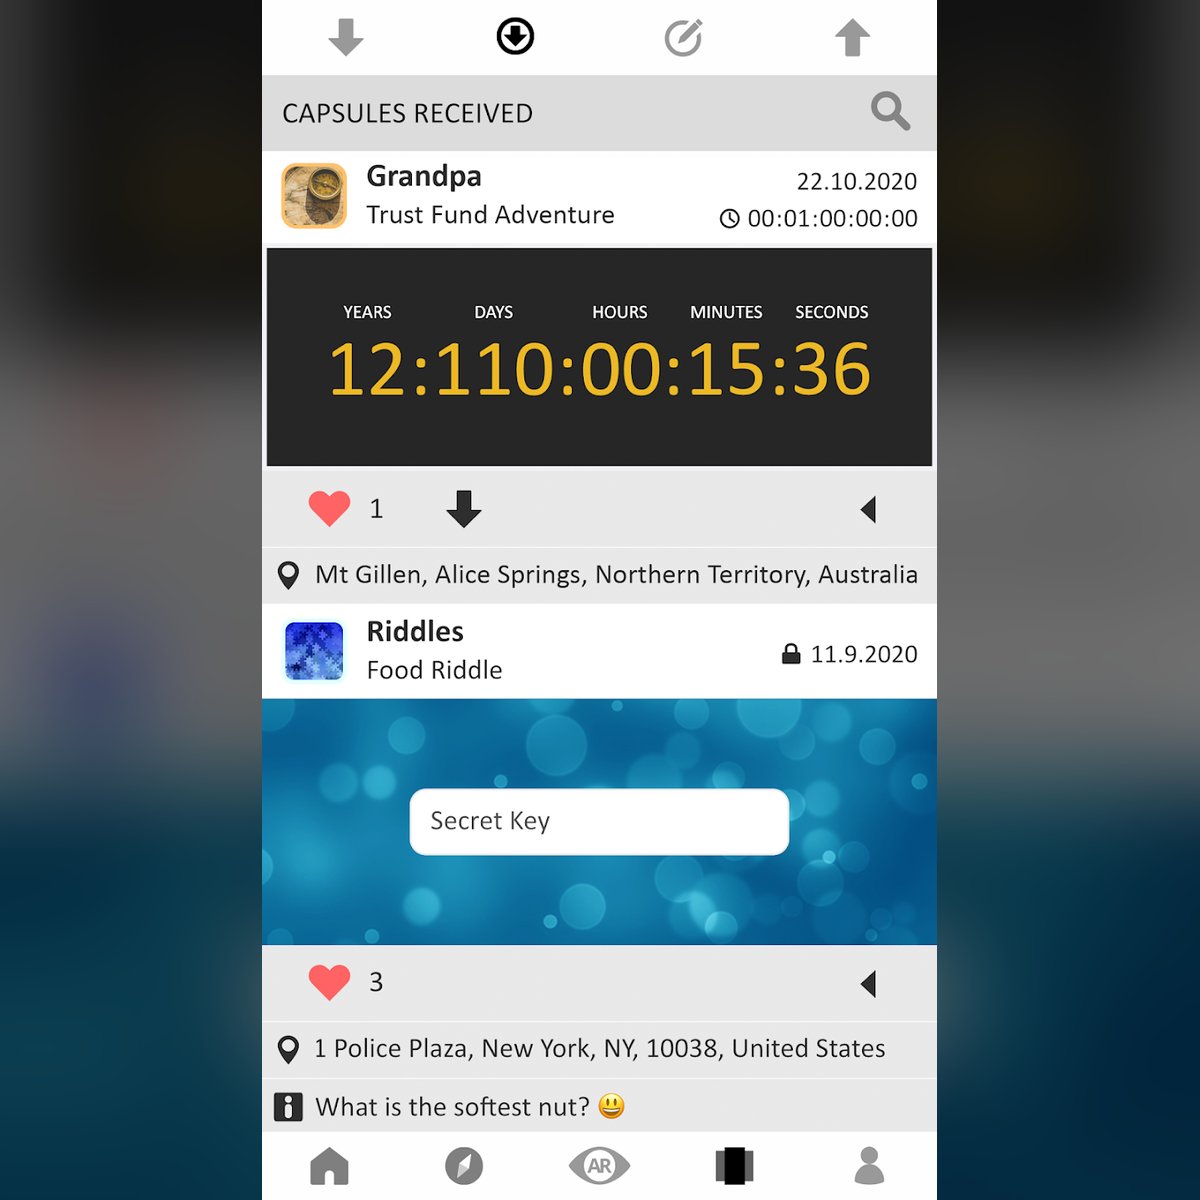 CAPSULES RECEIVED
Grandpa
22.10.2020
Trust Fund Adventure
00:01:00:00:00
YEARS DAYS HOURS MINUTES SECONDS
12:110:00:15:36
1
Mt Gillen, Alice Springs, Northern Territory, Australia
Riddles
Food Riddle
11.9.2020
Secret Key
3
1 Police Plaza, New York, NY, 10038, United States
What is the softest nut? 😃
AR